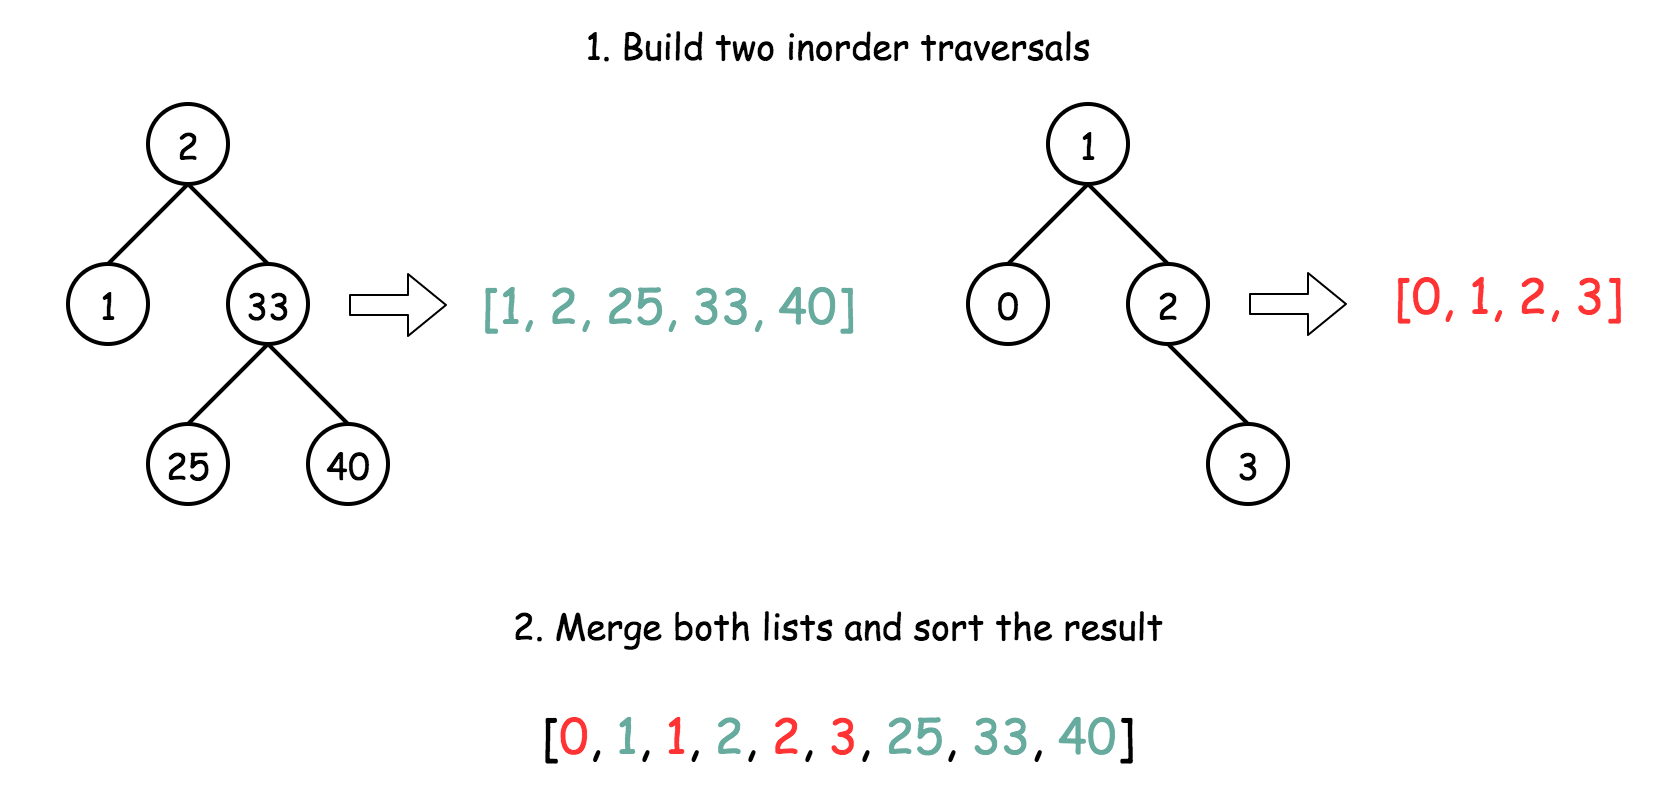 1. Build two inorder traversals
2
1
1
33
[1, 2, 25, 33, 40]
0
2
[0, 1, 2, 3]
25
40
3
2. Merge both lists and sort the result
[0, 1, 1, 2, 2, 3, 25, 33, 40]